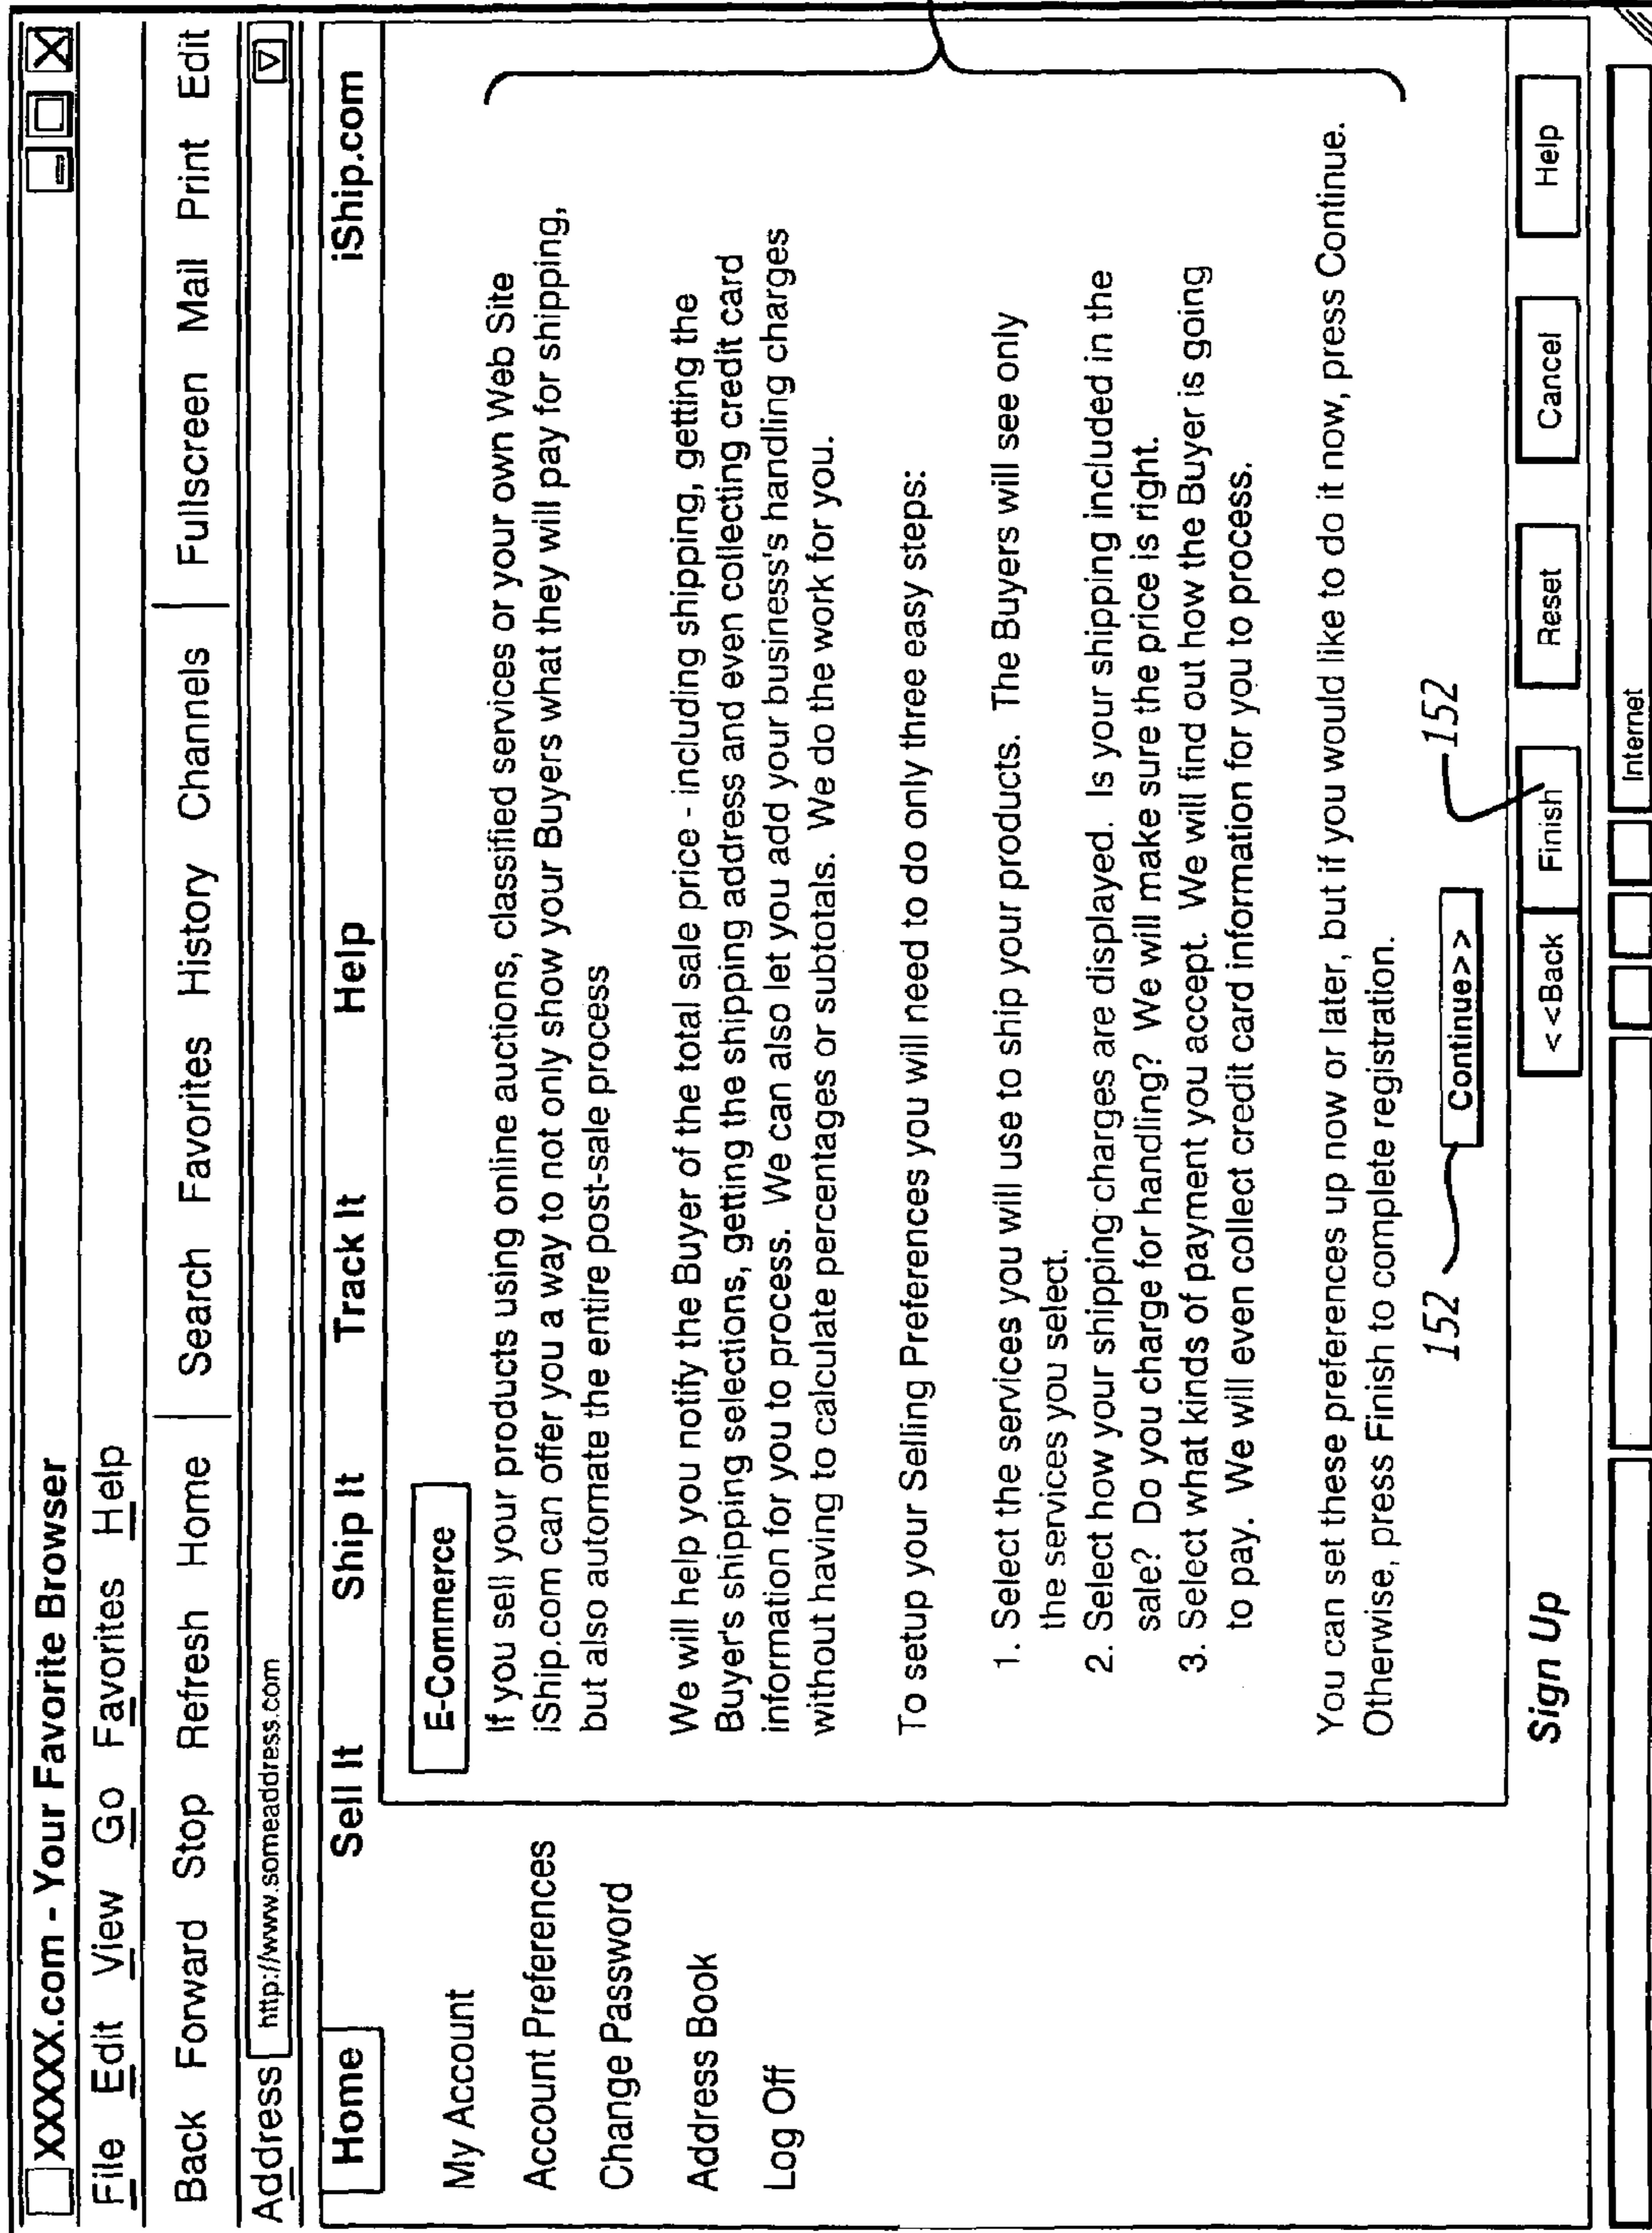 XXXXX.com - Your Favorite Browser
File Edit View Go Favorites Help
Back Forward Stop Refresh Home Search Favorites History Channels Fullscreen Mail Print Edit
Address http://www.someaddress.com
Home Sell It Ship It Track It Help iShip.com
My Account
Account Preferences
Change Password
Address Book
Log Off
E-Commerce
If you sell your products using online auctions, classified services or your own Web Site
iShip.com can offer you a way to not only show your Buyers what they will pay for shipping,
but also automate the entire post-sale process
We will help you notify the Buyer of the total sale price - including shipping, getting the
Buyer's shipping selections, getting the shipping address and even collecting credit card
information for you to process. We can also let you add your business's handling charges
without having to calculate percentages or subtotals. We do the work for you.
To setup your Selling Preferences you will need to do only three easy steps:
1. Select the services you will use to ship your products. The Buyers will see only
the services you select.
2. Select how your shipping charges are displayed. Is your shipping included in the
sale? Do you charge for handling? We will make sure the price is right.
3. Select what kinds of payment you accept. We will find out how the Buyer is going
to pay. We will even collect credit card information for you to process.
You can set these preferences up now or later, but if you would like to do it now, press Continue.
Otherwise, press Finish to complete registration.
152 Continue>> 152
Sign Up <<Back Finish Reset Cancel Help
Internet